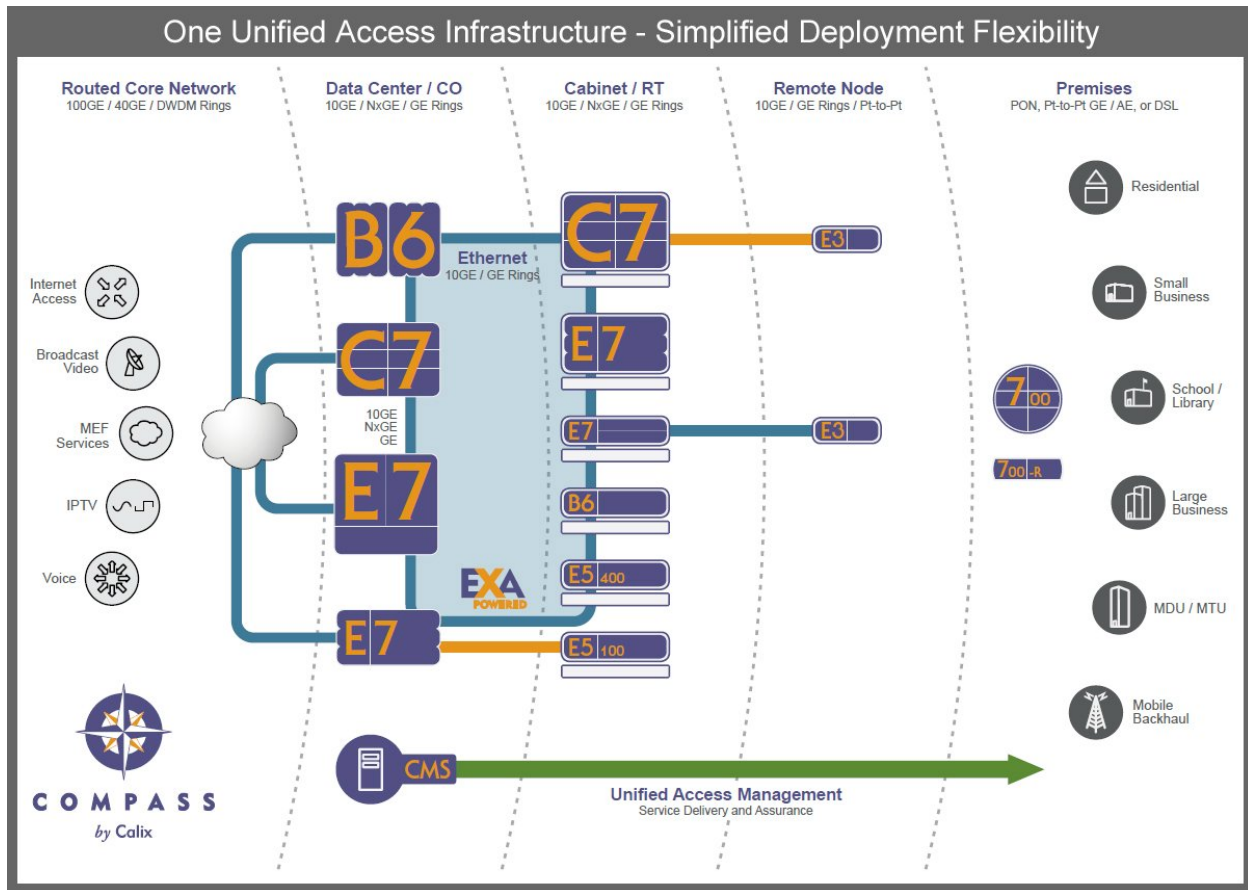 One Unified Access Infrastructure - Simplified Deployment Flexibility
Routed Core Network
100GE / 40GE / DWDM Rings
Data Center / CO
10GE / NxGE / GE Rings
Cabinet / RT
10GE / NxGE / GE Rings
Remote Node
10GE / GE Rings / Pt-to-Pt
Premises
PON, Pt-to-Pt GE / AE, or DSL
Internet
Access
Broadcast
Video
MEF
Services
IPTV
Voice
B6
C7
10GE
NxGE
GE
E7
E7
Ethernet
10GE / GE Rings
EXA
POWERED
C7
E7
E7
B6
E5 400
E5 100
E3
E3
700
700-R
Residential
Small
Business
School /
Library
Large
Business
MDU / MTU
Mobile
Backhaul
COMPASS
by Calix
CMS
Unified Access Management
Service Delivery and Assurance